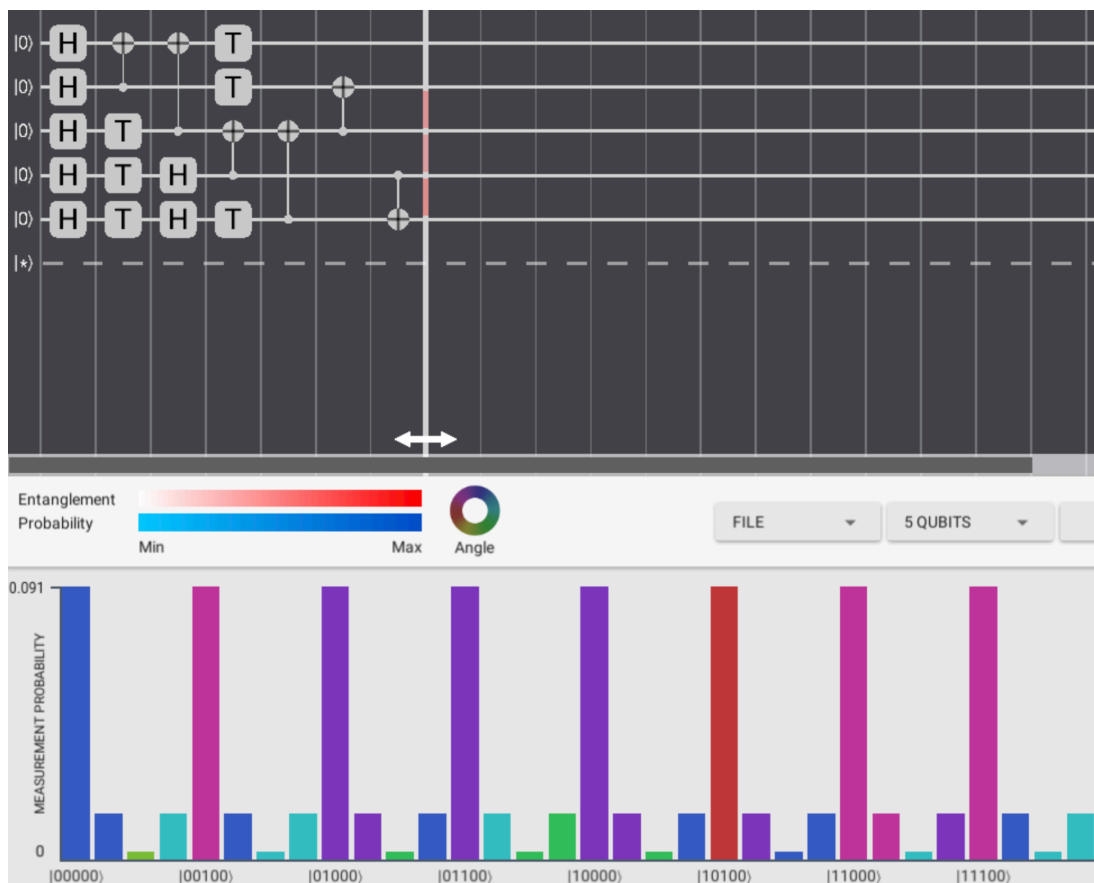 |0⟩ H T
|0⟩ H T
|0⟩ H T
|0⟩ H T H
|0⟩ H T H T
|*⟩
Entanglement
Probability
Min Max Angle
FILE 5 QUBITS
0.091
MEASUREMENT PROBABILITY
0
|00000⟩ |00100⟩ |01000⟩ |01100⟩ |10000⟩ |10100⟩ |11000⟩ |11100⟩